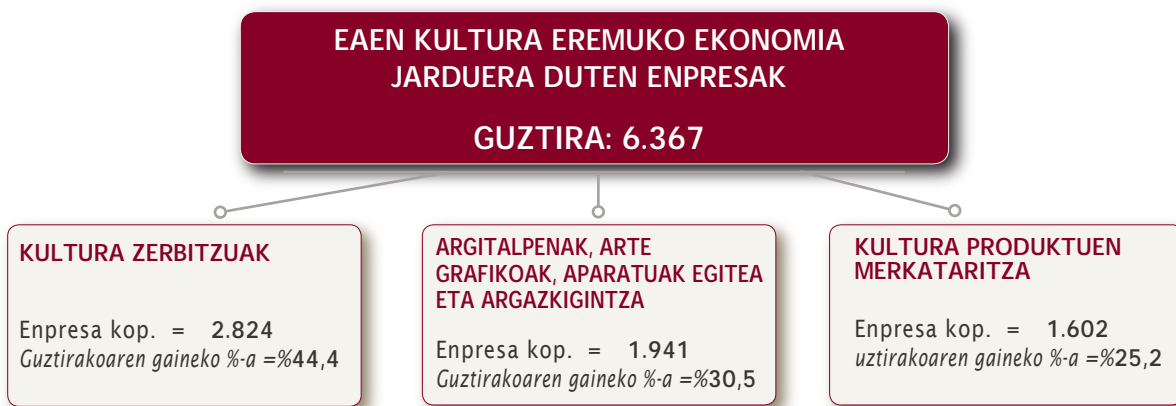 EAEN KULTURA EREMUKO EKONOMIA
JARDUERA DUTEN ENPRESAK
GUZTIRA: 6.367
KULTURA ZERBITZUAK
Enpresa kop. = 2.824
Guztirakoaren gaineko %-a =%44,4
ARGITALPENAK, ARTE
GRAFIKOAK, APARATUAK EGITEA
ETA ARGAZKIGINTZA
Enpresa kop. = 1.941
Guztirakoaren gaineko %-a =%30,5
KULTURA PRODUKTUEN
MERKATARITZA
Enpresa kop. = 1.602
uztirakoaren gaineko %-a =%25,2